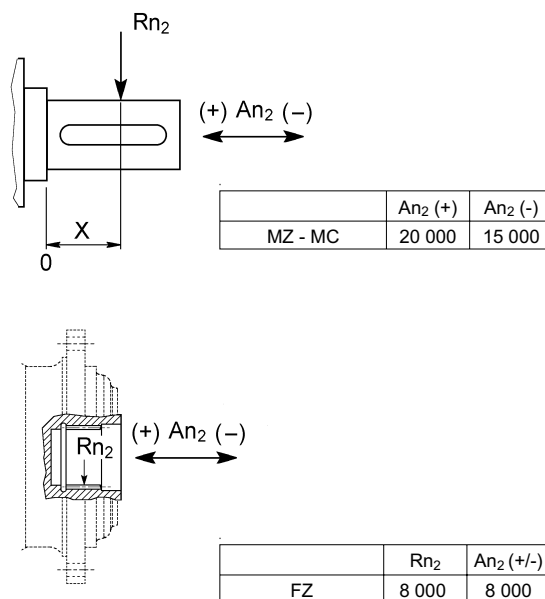 Rn₂
(+) An₂ (−)
X
0
An₂ (+) An₂ (-)
MZ - MC 20 000 15 000
Rn₂
(+) An₂ (−)
Rn₂ An₂ (+/-)
FZ 8 000 8 000